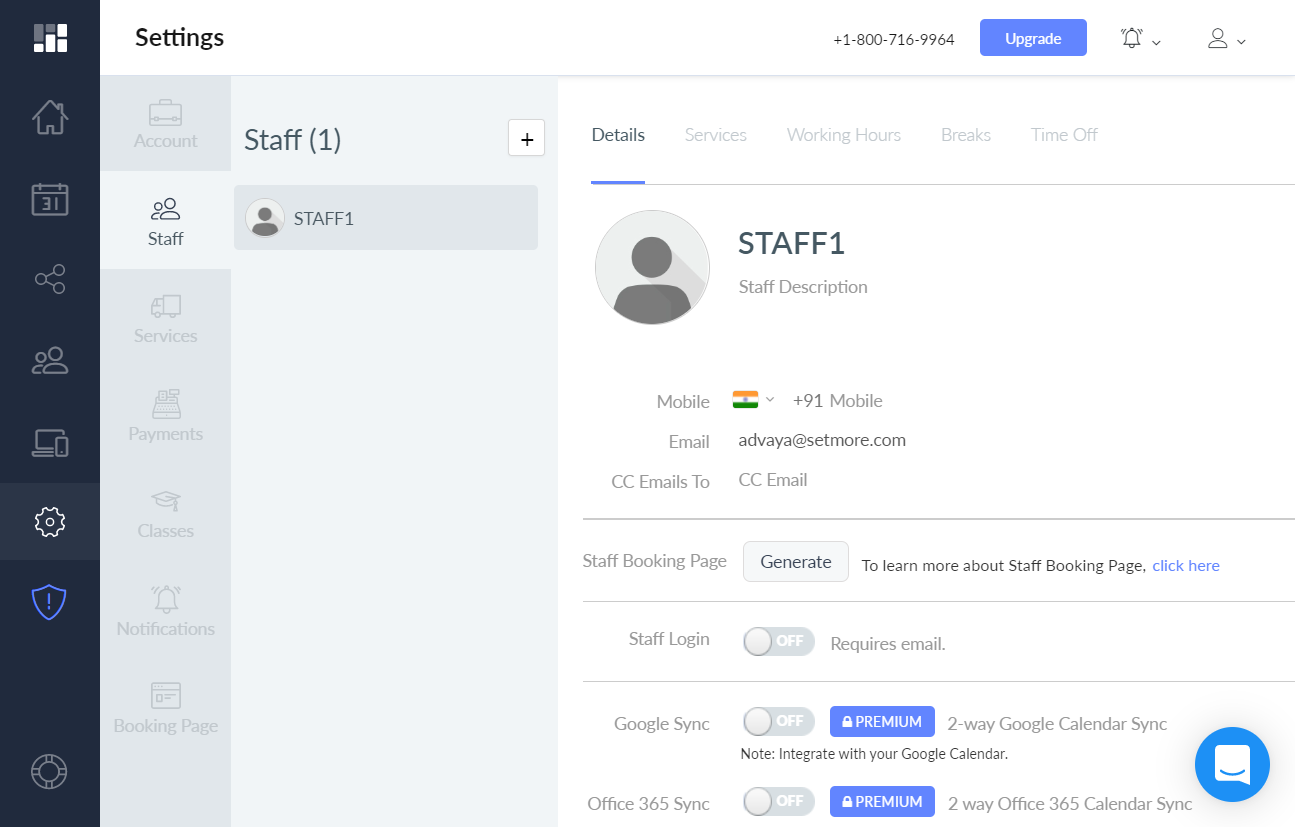 Settings
+1-800-716-9964
Upgrade
31
Account
Staff
Services
Payments
Classes
Notifications
Booking Page
Staff (1)
+
STAFF1
Details Services Working Hours Breaks Time Off
STAFF1
Staff Description
Mobile +91 Mobile
Email advaya@setmore.com
CC Emails To CC Email
Staff Booking Page Generate To learn more about Staff Booking Page, click here
Staff Login OFF Requires email.
Google Sync OFF PREMIUM 2-way Google Calendar Sync
Note: Integrate with your Google Calendar.
Office 365 Sync OFF PREMIUM 2 way Office 365 Calendar Sync